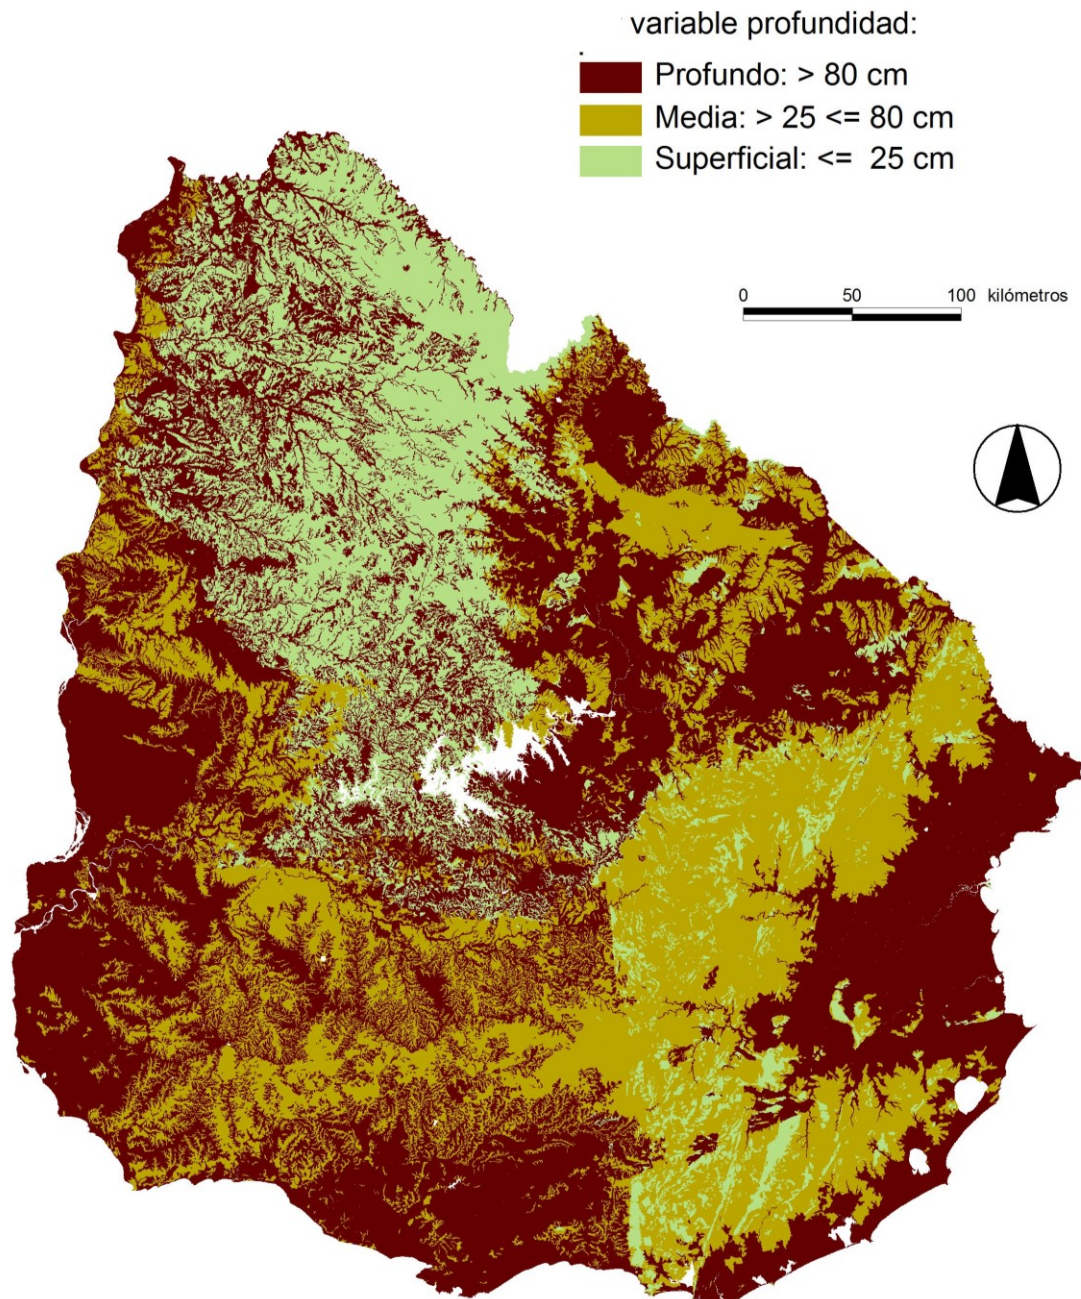 variable profundidad:
Profundo: > 80 cm
Media: > 25 <= 80 cm
Superficial: <= 25 cm
0 50 100 kilómetros